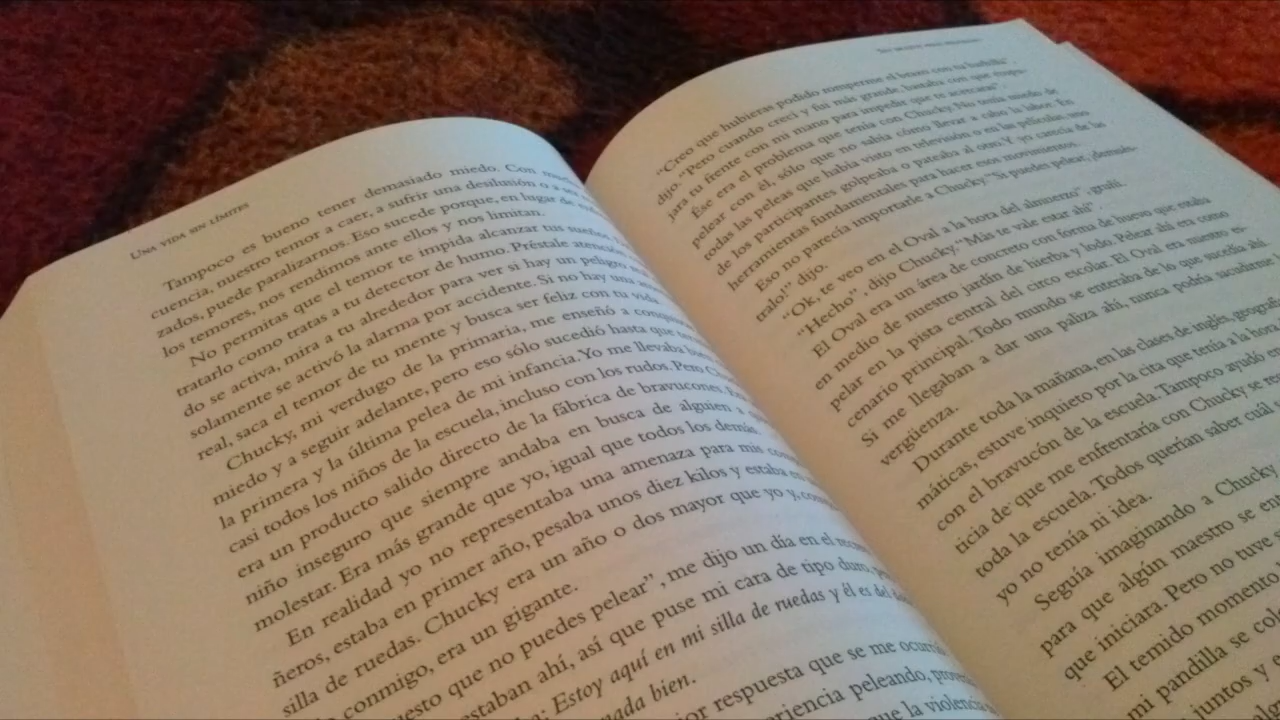 UNA VIDA SIN LÍMITES
Tampoco es bueno tener demasiado miedo. Con
cuencia, nuestro temor a caer, a sufrir una desilusión o a
zados, puede paralizarnos. Eso sucede porque, en lugar de
los temores, nos rendimos ante ellos y nos limitan.
No permitas que el temor te impida alcanzar tus sueños.
tratarlo como tratas a tu detector de humo. Préstale atención
do se activa, mira a tu alrededor para ver si hay un peligro
solamente se activó la alarma por accidente. Si no hay una
real, saca el temor de tu mente y busca ser feliz con tu vida.
Chucky, mi verdugo de la primaria, me enseñó a
miedo y a seguir adelante, pero eso sólo sucedió hasta que
la primera y la última pelea de mi infancia. Yo me llevaba
casi todos los niños de la escuela, incluso con los rudos. Pero
era un producto salido directo de la fábrica de bravucones.
niño inseguro que siempre andaba en busca de alguien a
molestar. Era más grande que yo, igual que todos los demás.
En realidad yo no representaba una amenaza para mis
ñeros, estaba en primer año, pesaba unos diez kilos y estaba en
silla de ruedas. Chucky era un año o dos mayor que yo y,
conmigo, era un gigante.
que no puedes pelear", me dijo un día en el
estaban ahí, así que puse mi cara de tipo duro,
Estoy aquí en mi silla de ruedas y él es del
nada bien.
respuesta que se me
peleando,
que la violencia
"Creo que hubieras podido romperme el brazo con tu barbilla",
dijo. "Pero cuando creci y fui más grande, bastaba con que empu-
jara tu frente con mi mano para impedir que te acercaras".
Ése era el problema que tenía con Chucky. No tenía miedo de
pelear con él, sólo que no sabía cómo llevar a cabo la labor. En
todas las peleas que había visto en televisión o en las películas, uno
de los participantes golpeaba o pateaba al otro. Y yo carecía de las
herramientas fundamentales para hacer esos movimientos.
Eso no parecía importarle a Chucky. "Si puedes pelear, ¡demués-
tralo!" dijo.
"Ok, te veo en el Oval a la hora del almuerzo", gruñí.
"Hecho", dijo Chucky. "Más te vale estar ahí".
El Oval era un área de concreto con forma de huevo que estaba
en medio de nuestro jardín de hierba y lodo. Pelear ahí era como
pelar en la pista central del circo escolar. El Oval era nuestro es-
cenario principal. Todo mundo se enteraba de lo que sucedía ahí.
Si me llegaban a dar una paliza ahí, nunca podría sacudirme
vergüenza.
Durante toda la mañana, en las clases de inglés, geografía
máticas, estuve inquieto por la cita que tenía a la hora
con el bravucón de la escuela. Tampoco ayudó
ticia de que me enfrentaría con Chucky se
toda la escuela. Todos querían saber cuál
yo no tenía ni idea.
Seguía imaginando a Chucky
para que algún maestro se
que iniciara. Pero no tuve
El temido momento
mi pandilla se
juntos y